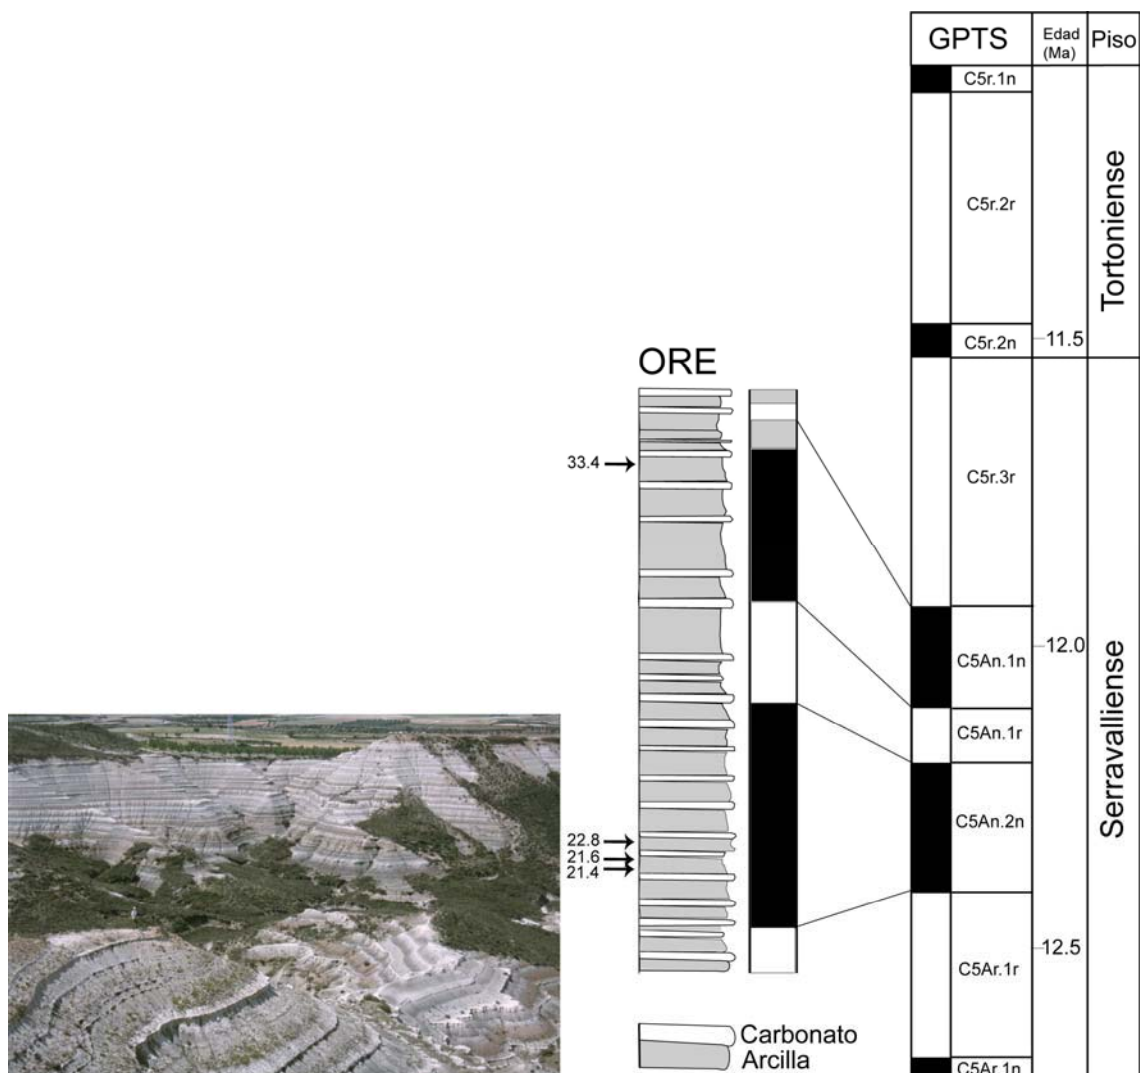 GPTS Edad (Ma) Piso
C5r.1n
C5r.2r
Tortoniense
C5r.2n
11.5
ORE
33.4
C5r.3r
C5An.1n
12.0
C5An.1r
C5An.2n
Serravalliense
22.8
21.6
21.4
C5Ar.1r
12.5
Carbonato
Arcilla
C5Ar.1n